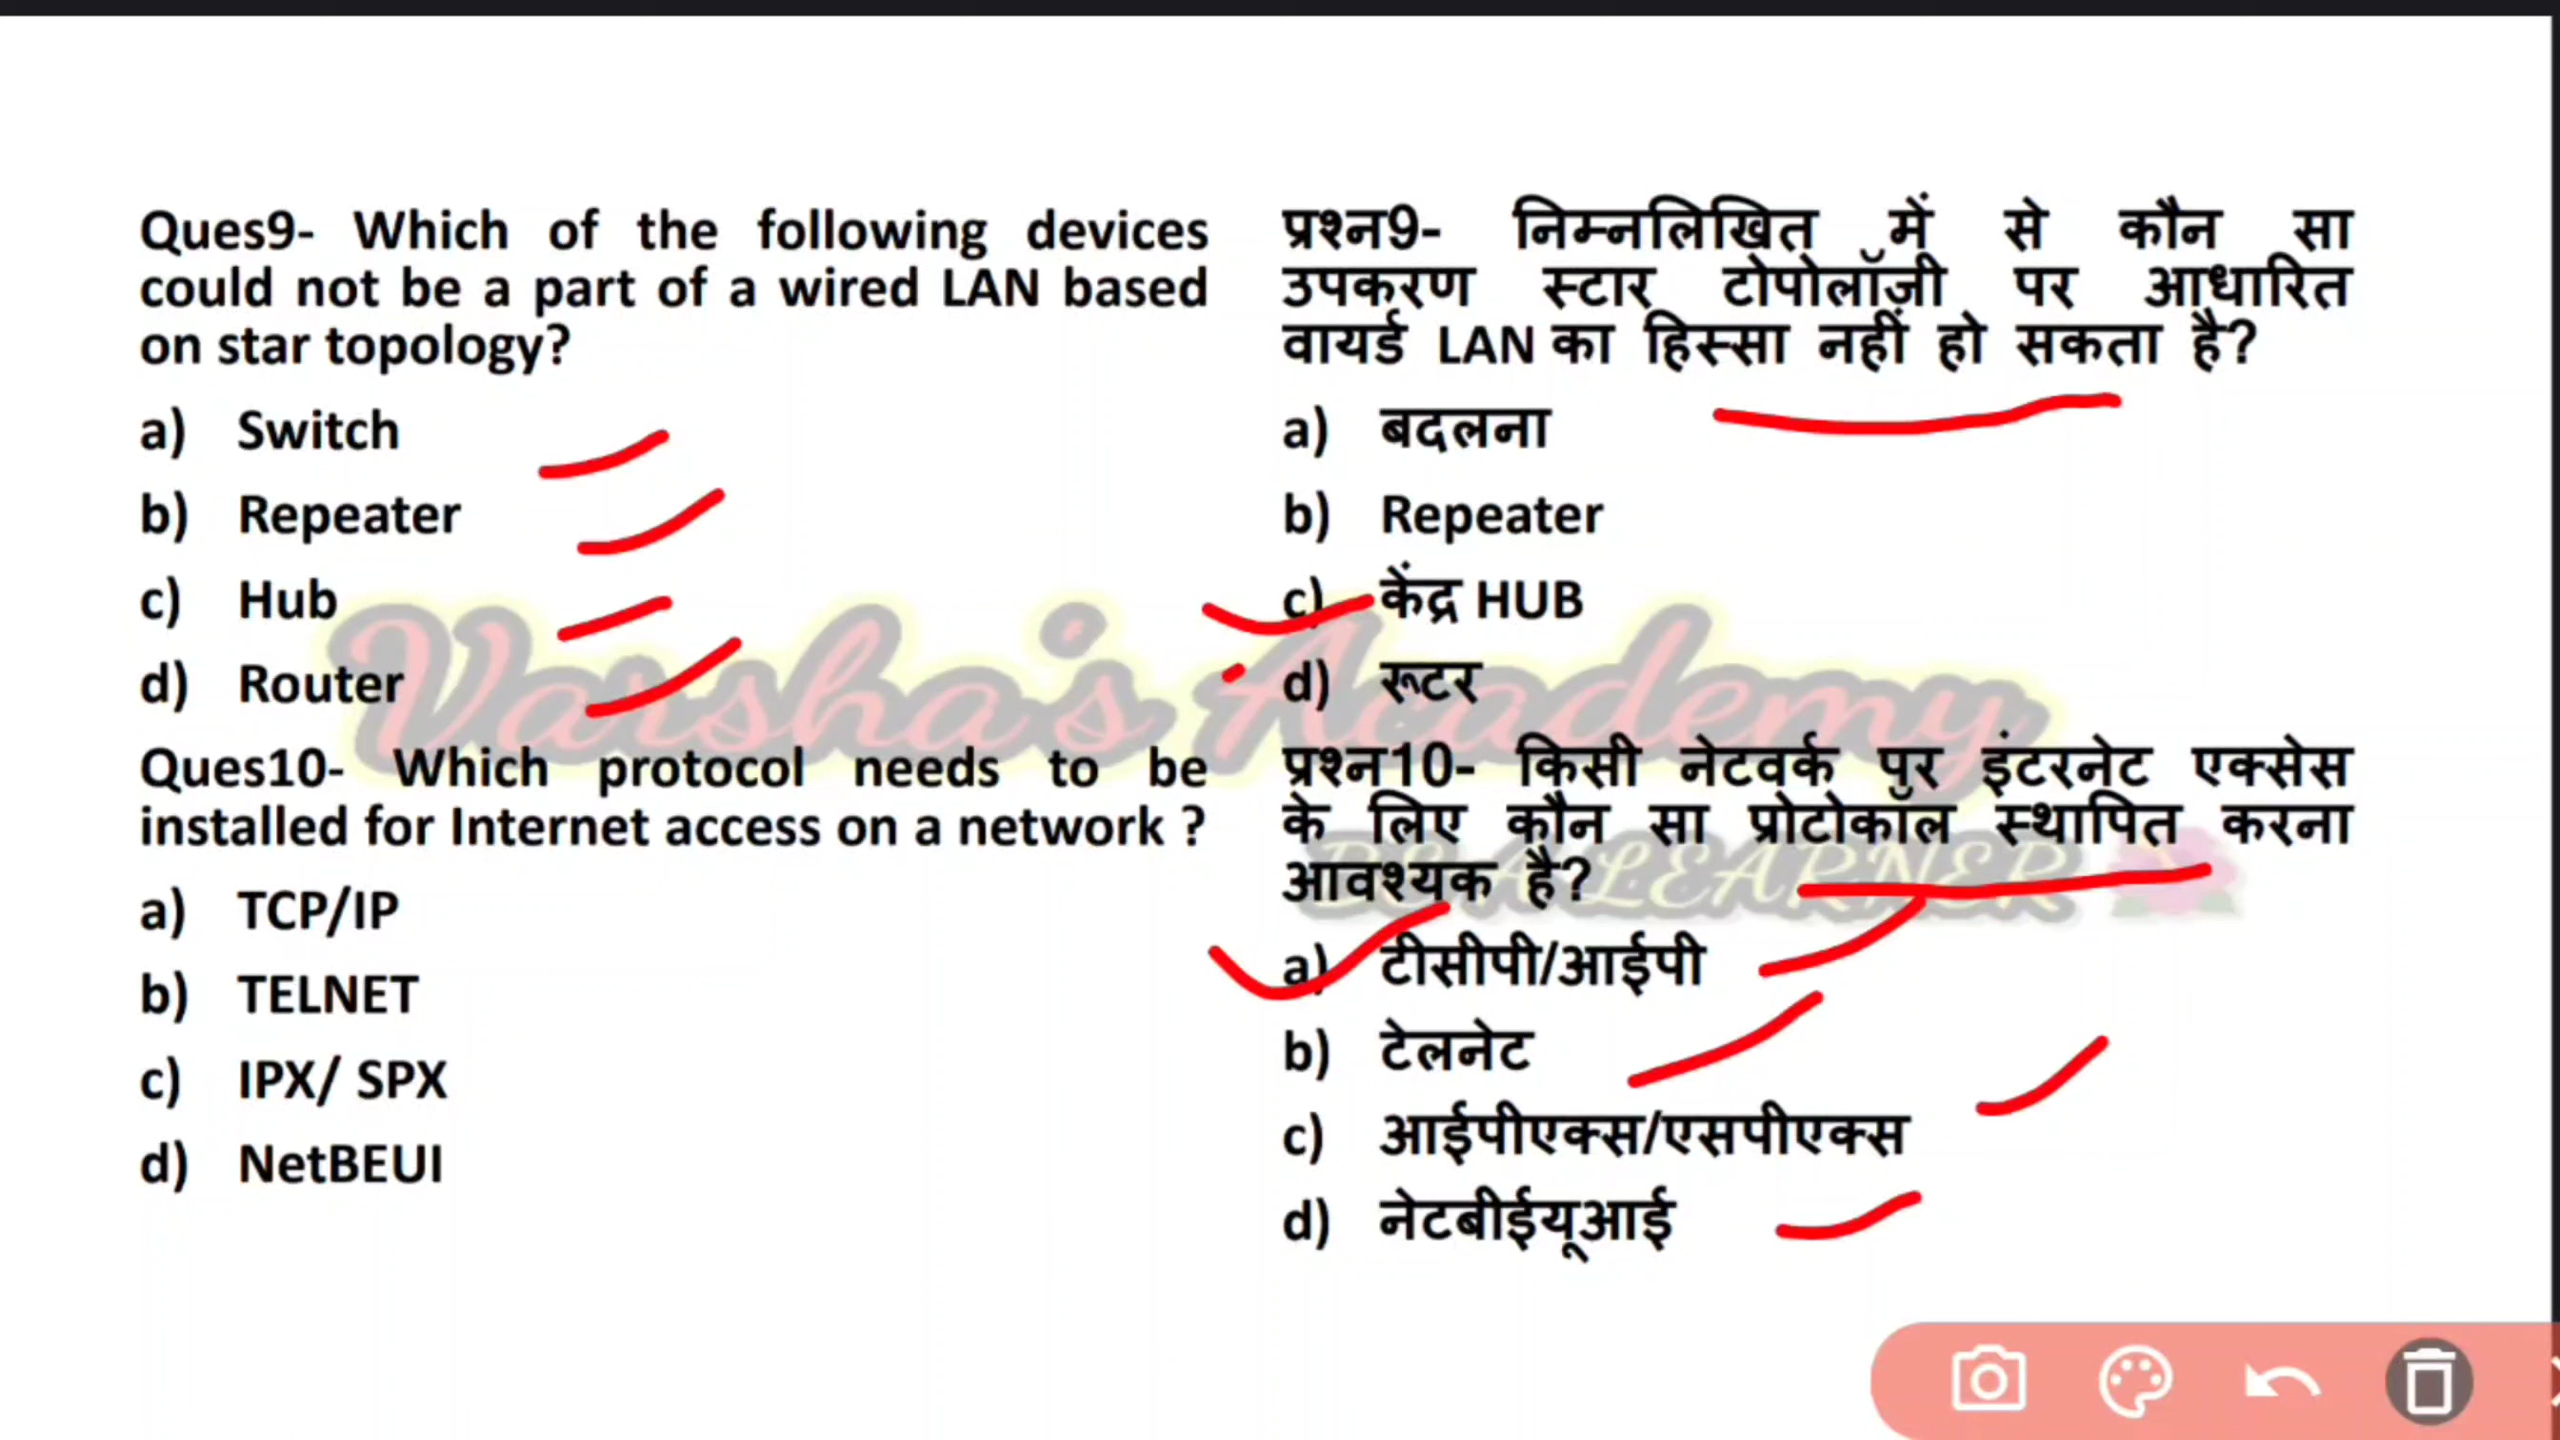 Ques9- Which of the following devices
could not be a part of a wired LAN based
on star topology?
a) Switch
b) Repeater
c) Hub
d) Router
Ques10- Which protocol needs to be
installed for Internet access on a network ?
a) TCP/IP
b) TELNET
c) IPX/ SPX
d) NetBEUI
प्रश्न9- निम्नलिखित में से कौन सा
उपकरण स्टार टोपोलॉज़ी पर आधारित
वायर्ड LAN का हिस्सा नहीं हो सकता है?
a) बदलना
b) Repeater
c) केंद्र HUB
d) रूटर
प्रश्न10- किसी नेटवर्क पर इंटरनेट एक्सेस
के लिए कौन सा प्रोटोकॉल स्थापित करना
आवश्यक है?
a) टीसीपी/आईपी
b) टेलनेट
c) आईपीएक्स/एसपीएक्स
d) नेटबीईयूआई
Varsha's Academy
BE A LEARNER